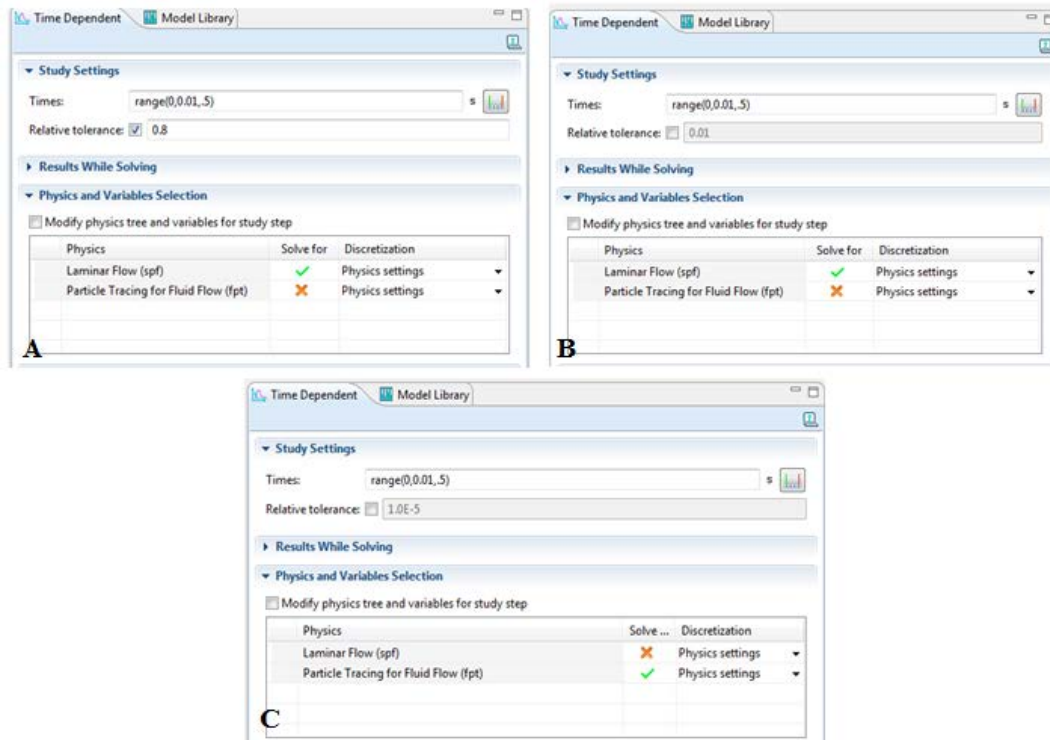 Time Dependent Model Library
Study Settings
Times: range(0,0.01,.5) s
Relative tolerance: 0.8
Results While Solving
Physics and Variables Selection
Modify physics tree and variables for study step
Physics Solve for Discretization
Laminar Flow (spf) Physics settings
Particle Tracing for Fluid Flow (fpt) Physics settings
A
Time Dependent Model Library
Study Settings
Times: range(0,0.01,.5) s
Relative tolerance: 0.01
Results While Solving
Physics and Variables Selection
Modify physics tree and variables for study step
Physics Solve for Discretization
Laminar Flow (spf) Physics settings
Particle Tracing for Fluid Flow (fpt) Physics settings
B
Time Dependent Model Library
Study Settings
Times: range(0,0.01,.5) s
Relative tolerance: 1.0E-5
Results While Solving
Physics and Variables Selection
Modify physics tree and variables for study step
Physics Solve ... Discretization
Laminar Flow (spf) Physics settings
Particle Tracing for Fluid Flow (fpt) Physics settings
C